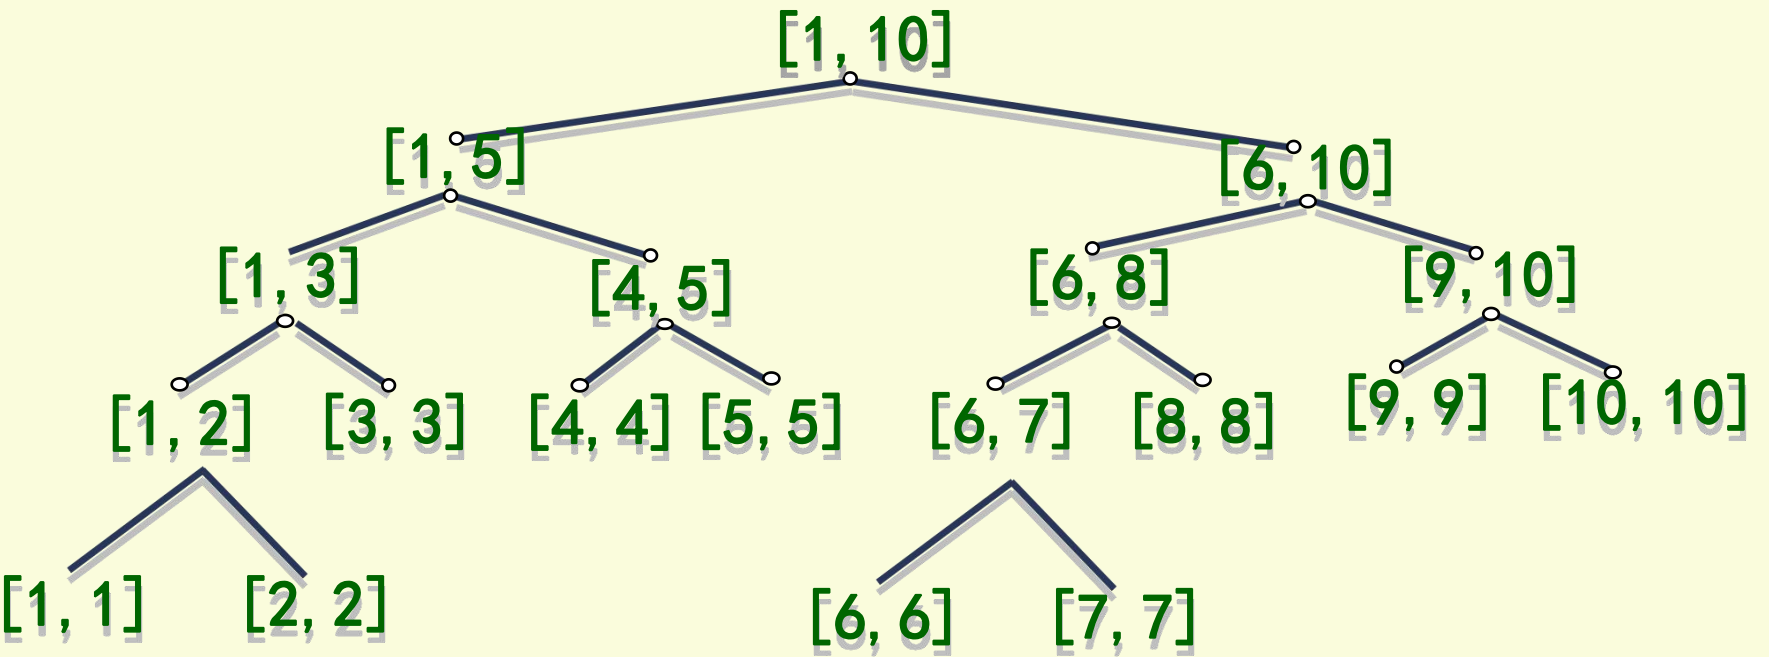 [1, 10]
[1, 5] [6, 10]
[1, 3] [4, 5] [6, 8] [9, 10]
[1, 2] [3, 3] [4, 4] [5, 5] [6, 7] [8, 8] [9, 9] [10, 10]
[1, 1] [2, 2] [6, 6] [7, 7]